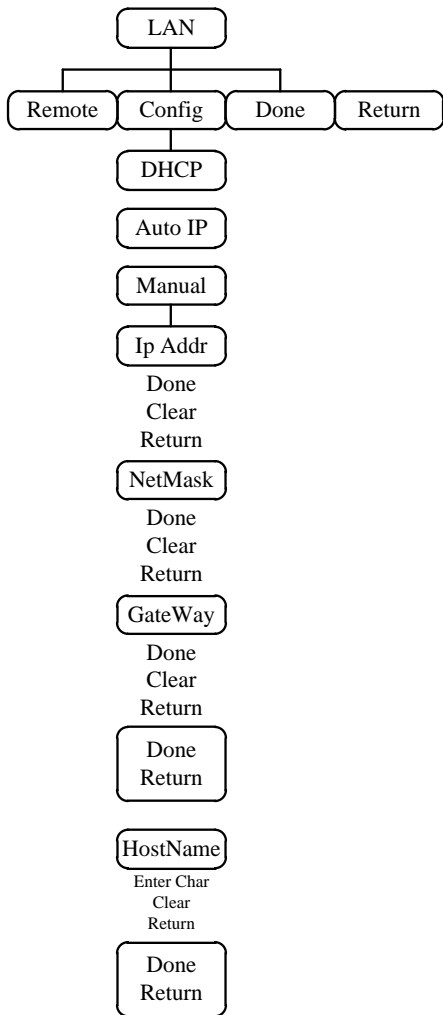 LAN
Remote Config Done Return
DHCP
Auto IP
Manual
Ip Addr
Done
Clear
Return
NetMask
Done
Clear
Return
GateWay
Done
Clear
Return
Done
Return
HostName
Enter Char
Clear
Return
Done
Return